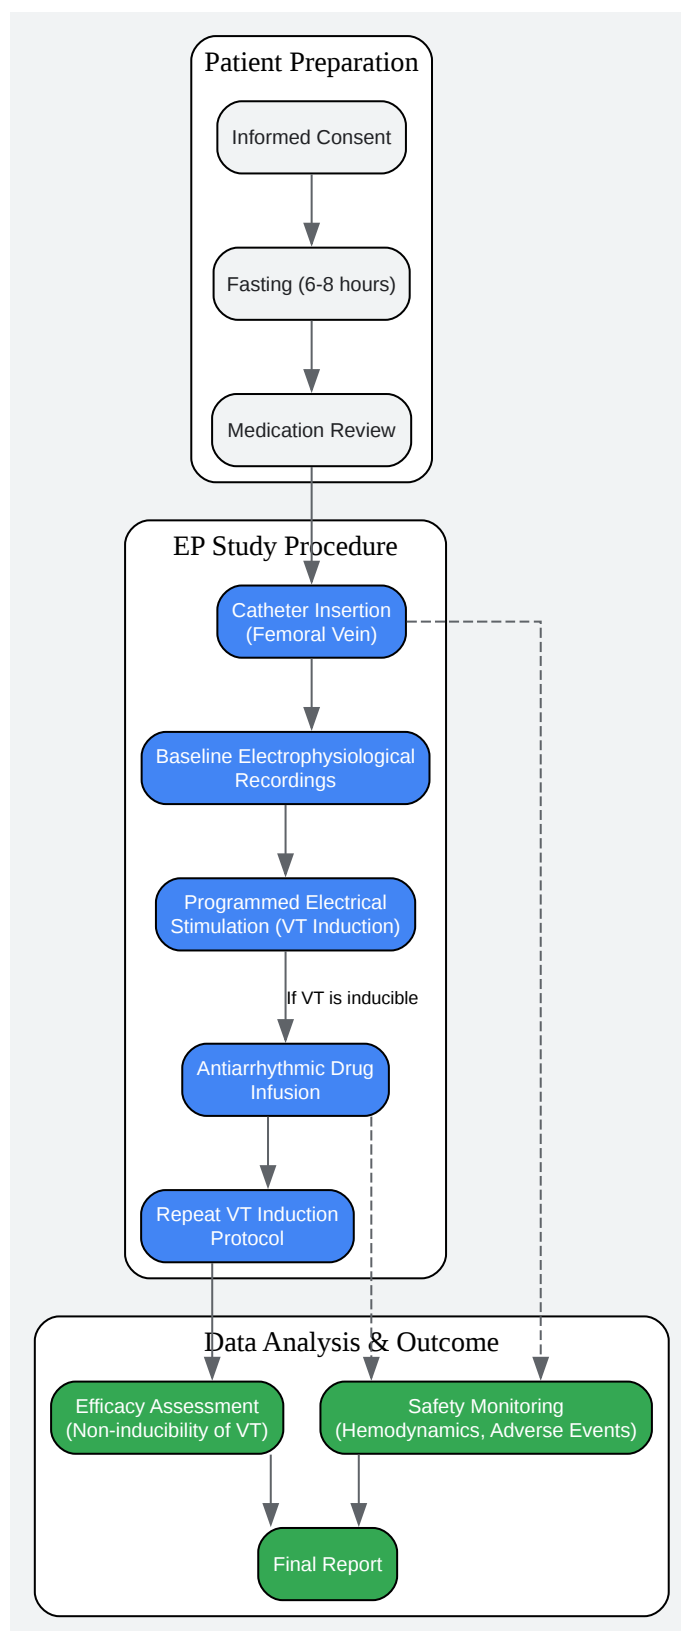 Patient Preparation
Informed Consent
Fasting (6-8 hours)
Medication Review
EP Study Procedure
Catheter Insertion
(Femoral Vein)
Baseline Electrophysiological
Recordings
Programmed Electrical
Stimulation (VT Induction)
If VT is inducible
Antiarrhythmic Drug
Infusion
Repeat VT Induction
Protocol
Data Analysis & Outcome
Efficacy Assessment
(Non-inducibility of VT)
Safety Monitoring
(Hemodynamics, Adverse Events)
Final Report